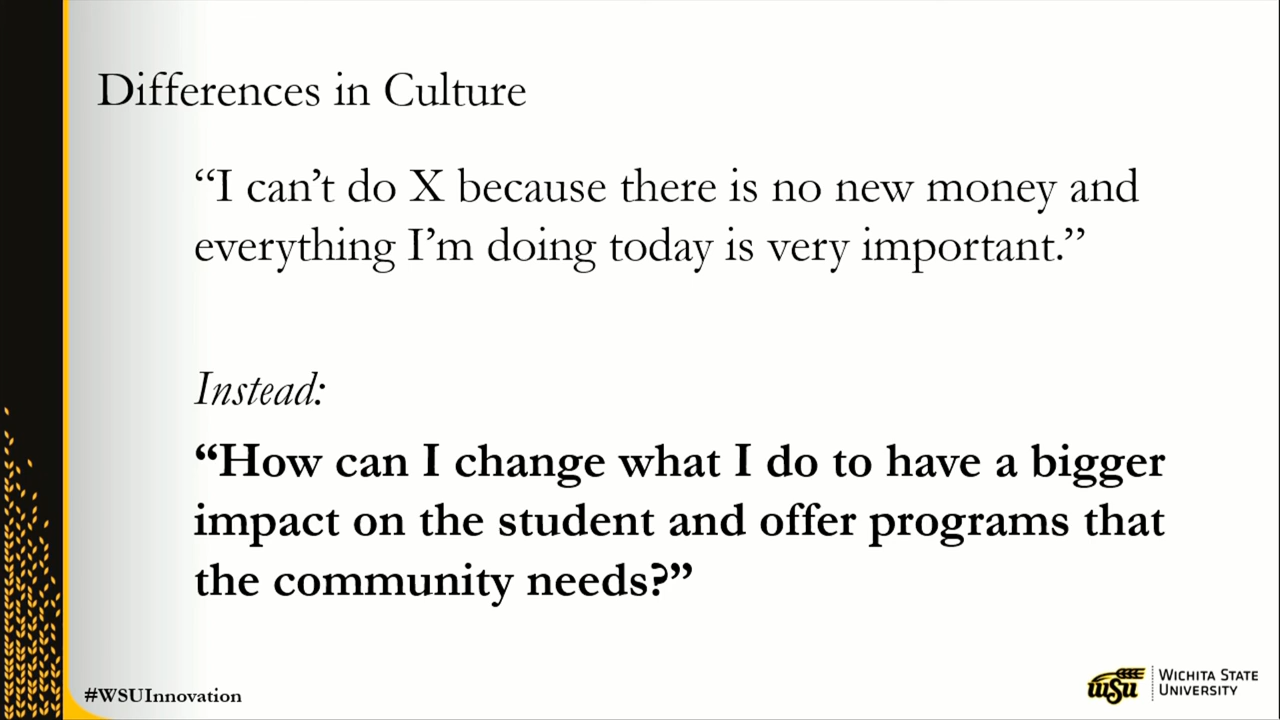 Differences in Culture
“I can’t do X because there is no new money and
everything I’m doing today is very important.”
Instead:
“How can I change what I do to have a bigger
impact on the student and offer programs that
the community needs?”
#WSUInnovation
WSU
WICHITA STATE
UNIVERSITY